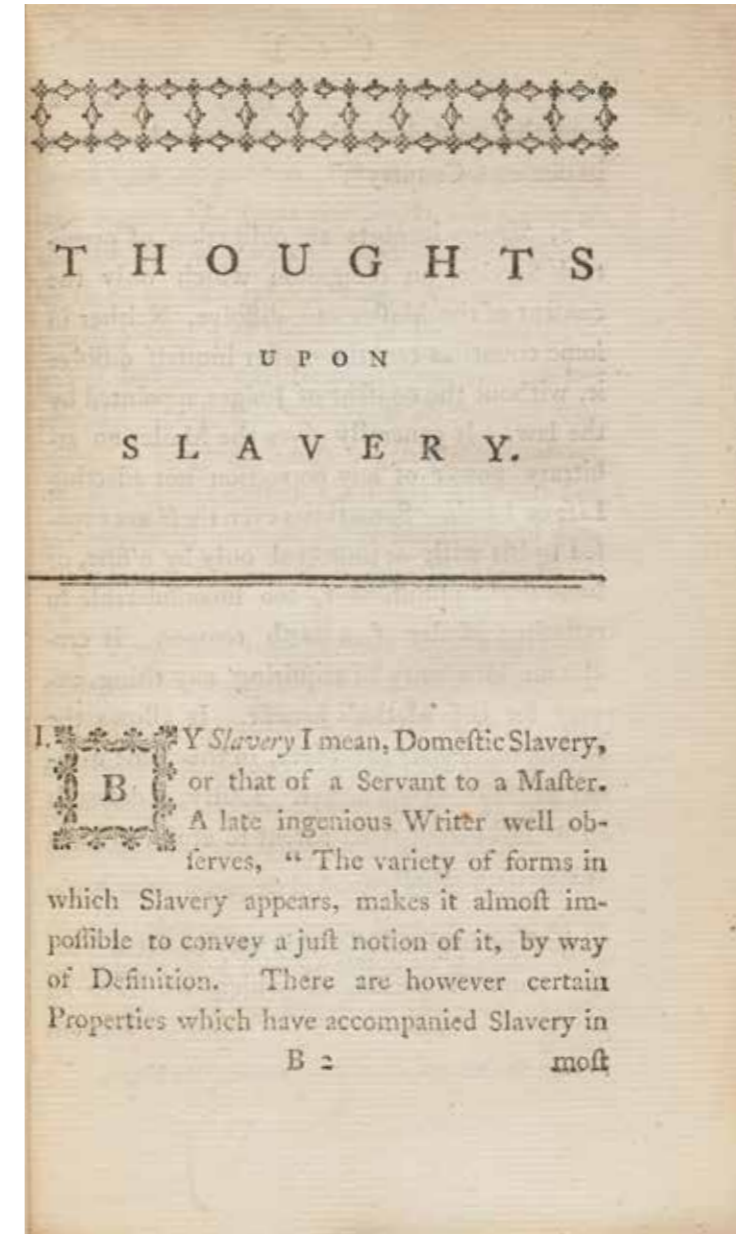 THOUGHTS
UPON
SLAVERY.
I. BY Slavery I mean, Domeſtic Slavery,
or that of a Servant to a Maſter.
A late ingenious Writer well ob-
ſerves, “ The variety of forms in
which Slavery appears, makes it almoſt im-
poſſible to convey a juſt notion of it, by way
of Definition. There are however certain
Properties which have accompanied Slavery in
B 2 moſt